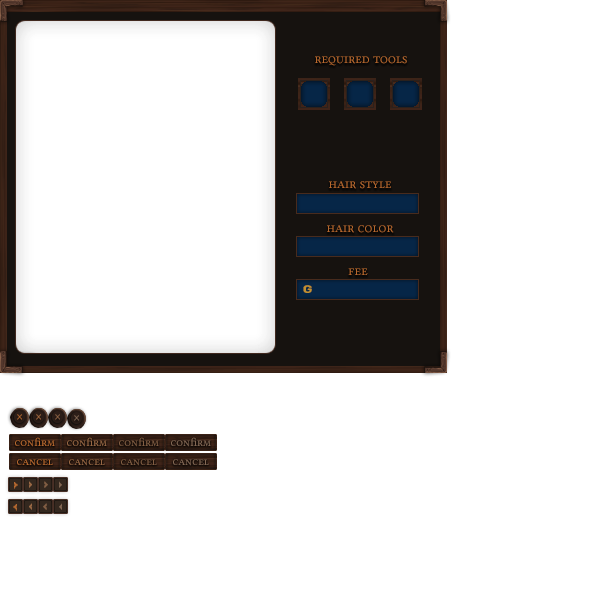 REQUIRED TOOLS
HAIR STYLE
HAIR COLOR
FEE
G
X X X X
CONFIRM CONFIRM CONFIRM CONFIRM
CANCEL CANCEL CANCEL CANCEL